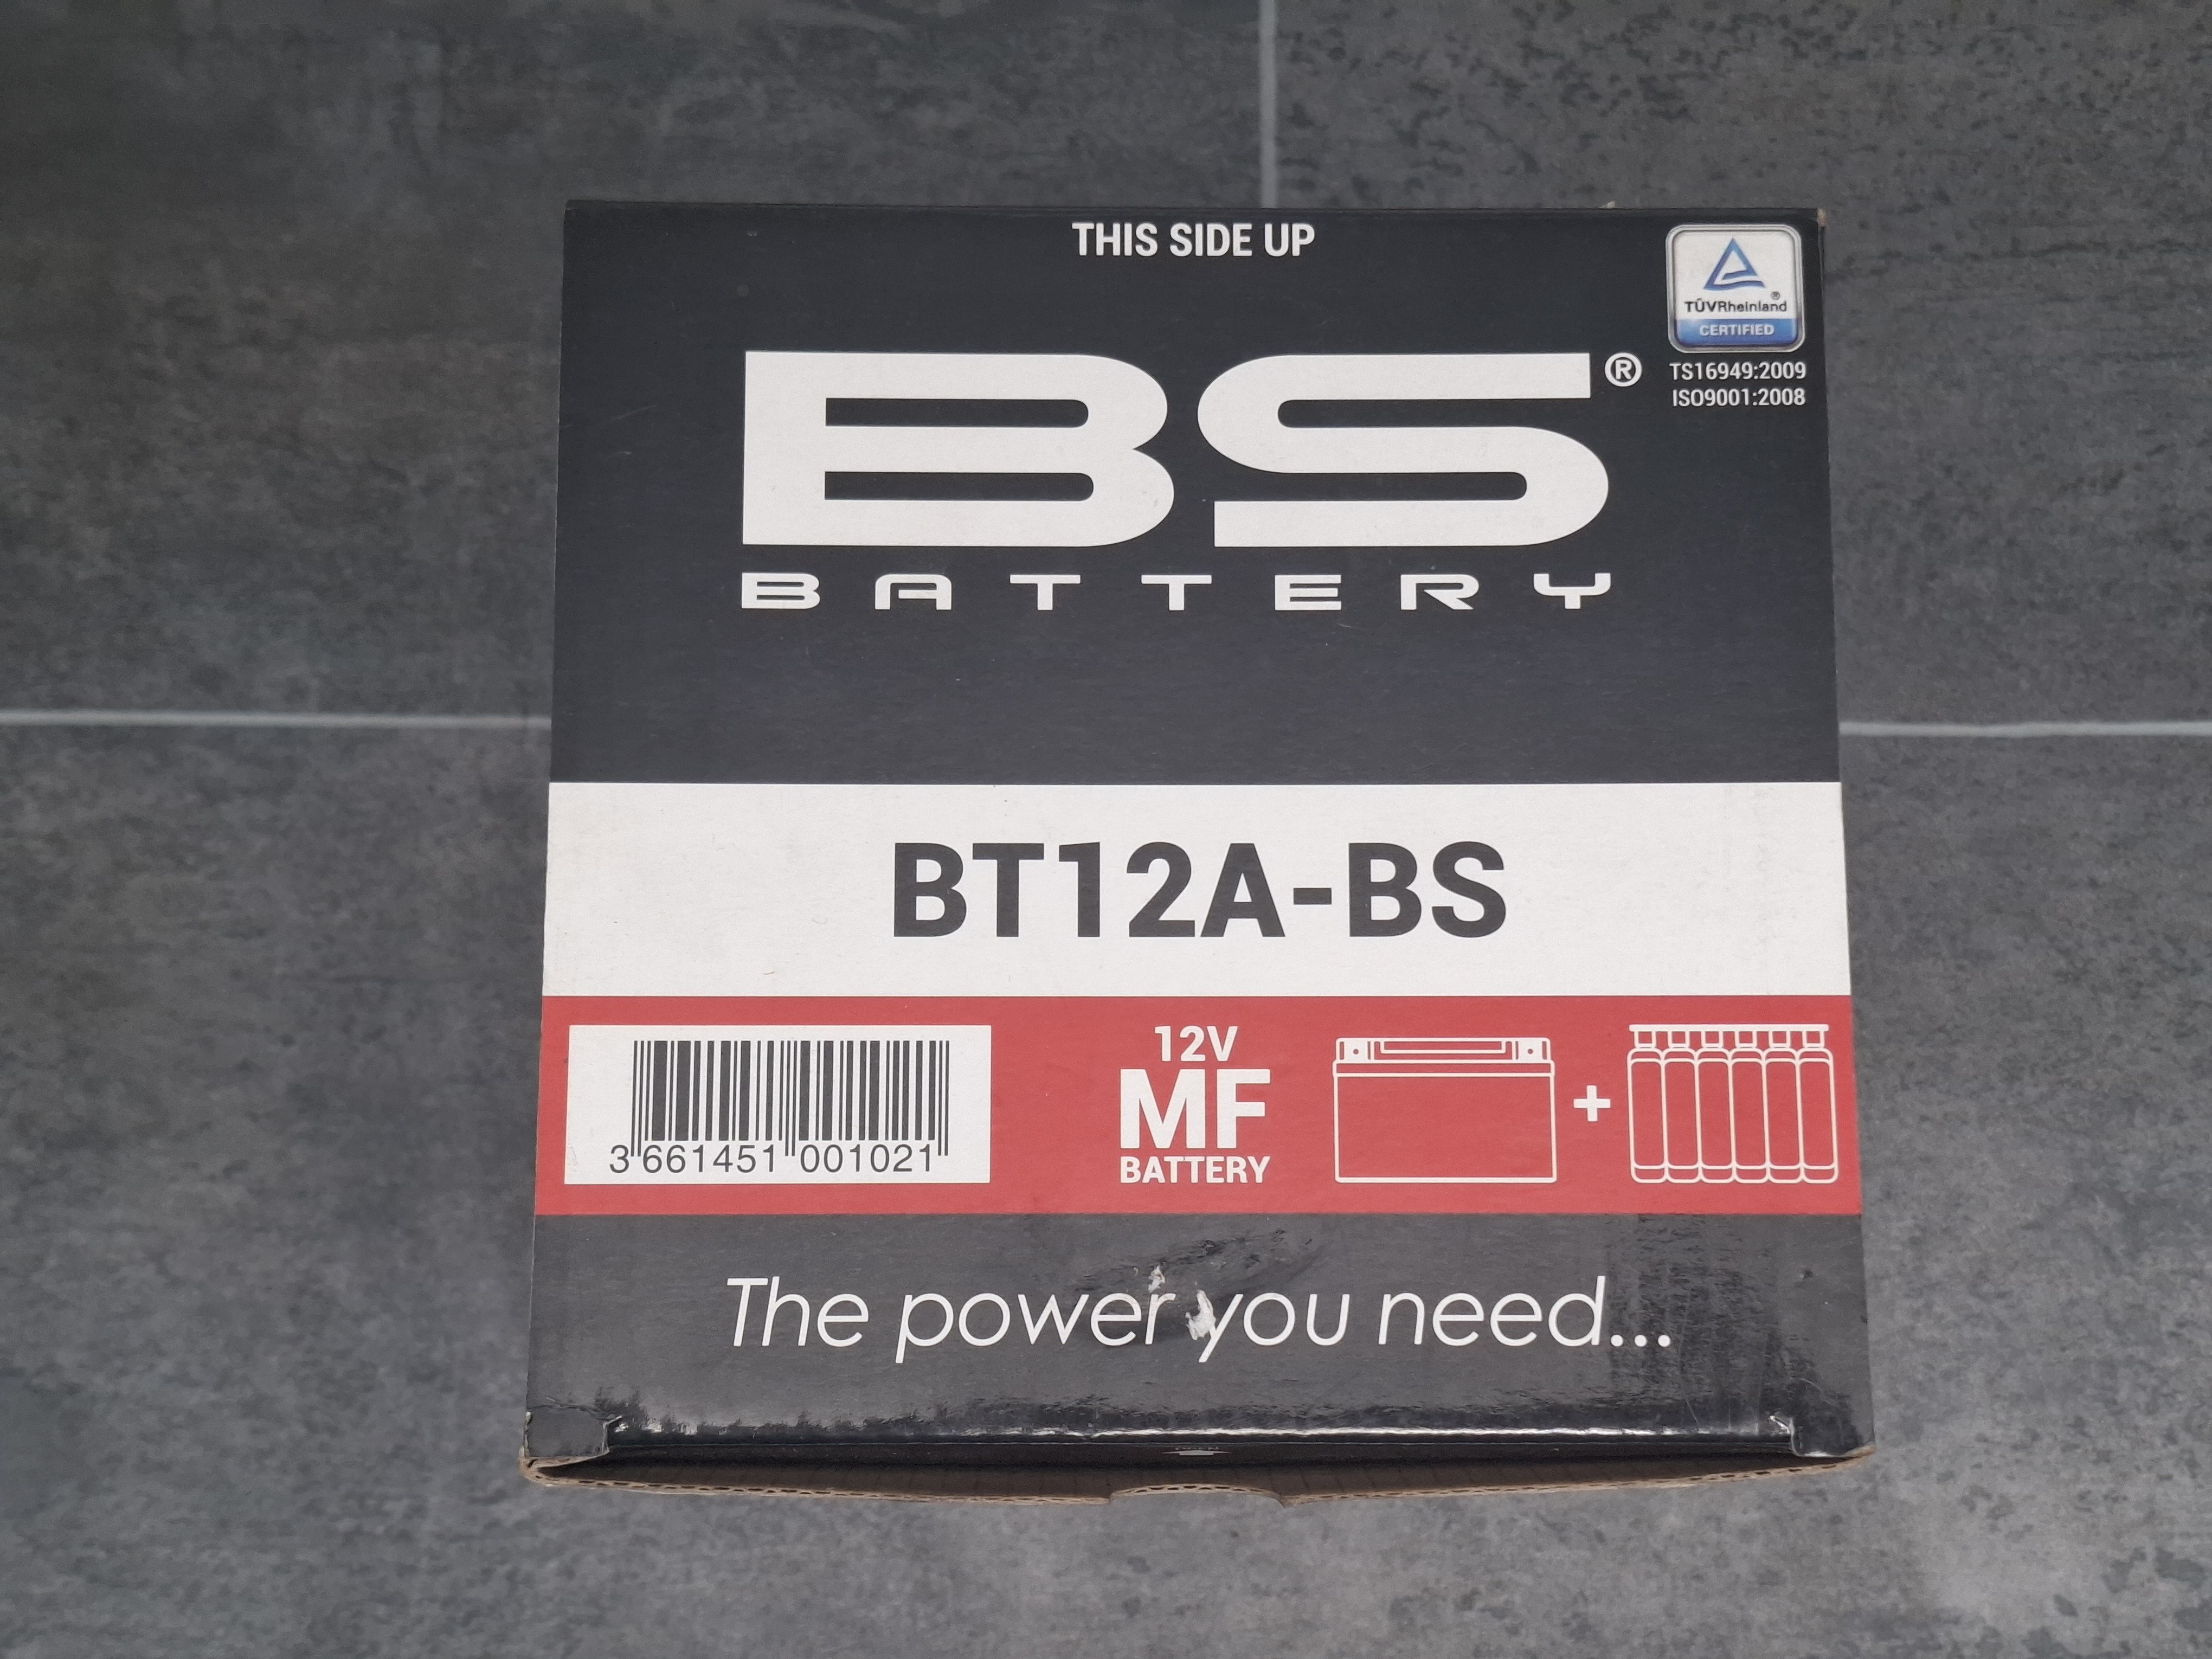 THIS SIDE UP
TÜVRheinland®
CERTIFIED
TS16949:2009
ISO9001:2008
BS®
BATTERY
BT12A-BS
3 661451 001021
12V
MF
BATTERY
+
The power you need...